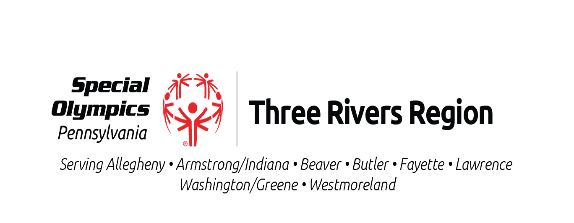 Special
Olympics
Pennsylvania
®
Three Rivers Region
Serving Allegheny • Armstrong/Indiana • Beaver • Butler • Fayette • Lawrence
Washington/Greene • Westmoreland